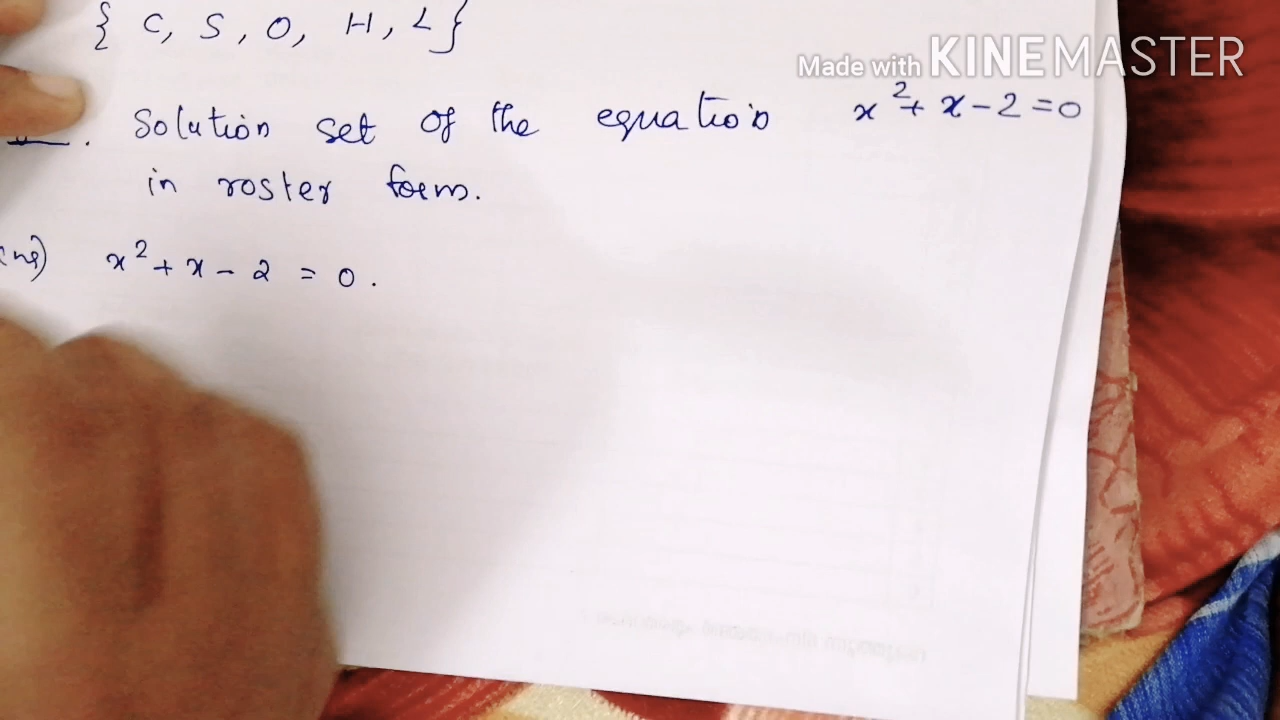 { C, S, O, H, L }
Made with KINEMASTER
. Solution set of the equation x² + x - 2 = 0
in roster form.
x² + x - 2 = 0 .